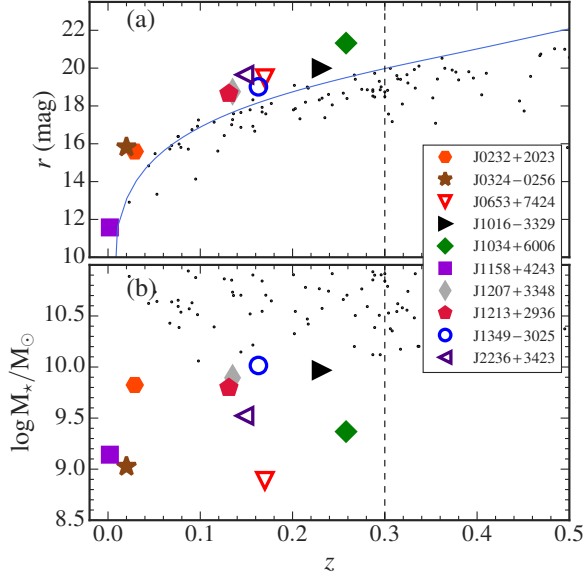 (a)
r (mag)
10
12
14
16
18
20
22
J0232+2023
J0324−0256
J0653+7424
J1016−3329
J1034+6006
J1158+4243
J1207+3348
J1213+2936
J1349−3025
J2236+3423
(b)
log M⋆/M⊙
8.5
9.0
9.5
10.0
10.5
0.0 0.1 0.2 0.3 0.4 0.5
z